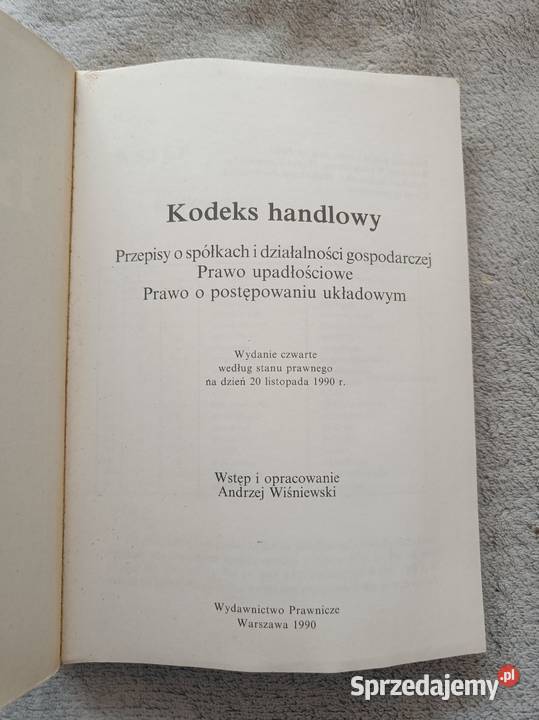 Kodeks handlowy
Przepisy o spółkach i działalności gospodarczej
Prawo upadłościowe
Prawo o postępowaniu układowym
Wydanie czwarte
według stanu prawnego
na dzień 20 listopada 1990 r.
Wstęp i opracowanie
Andrzej Wiśniewski
Wydawnictwo Prawnicze
Warszawa 1990
Sprzedajemy.pl